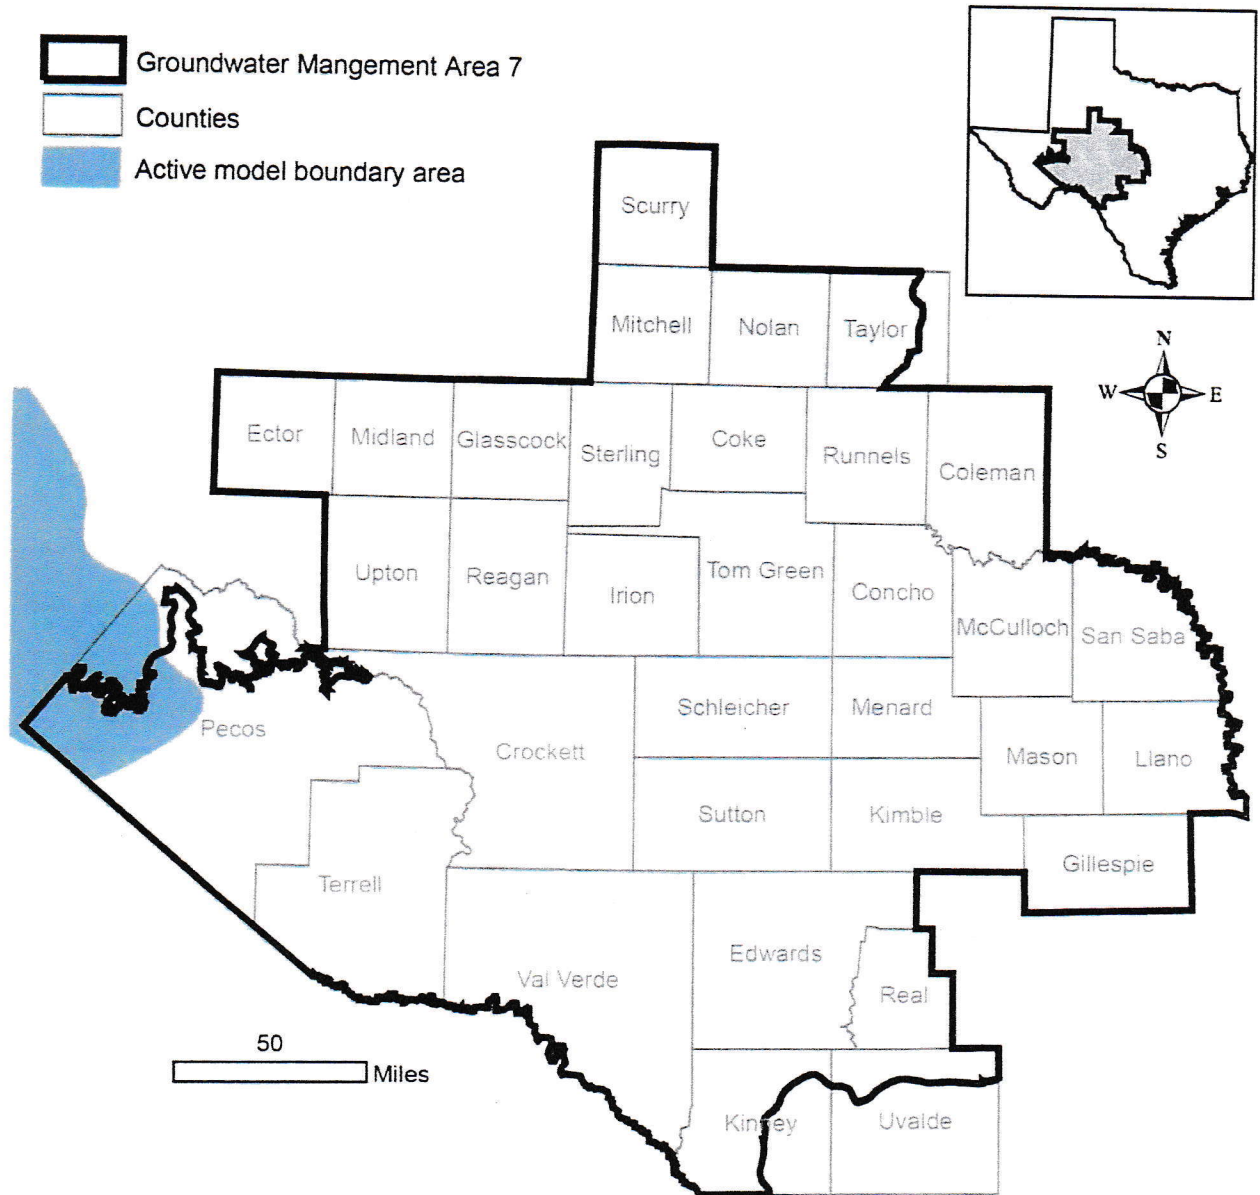 Groundwater Mangement Area 7
Counties
Active model boundary area
Scurry
Mitchell
Nolan
Taylor
N
W
E
S
Ector
Midland
Glasscock
Sterling
Coke
Runnels
Coleman
Upton
Reagan
Irion
Tom Green
Concho
McCulloch
San Saba
Pecos
Crockett
Schleicher
Menard
Mason
Llano
Sutton
Kimble
Gillespie
Terrell
Val Verde
Edwards
Real
50
Miles
Kinney
Uvalde